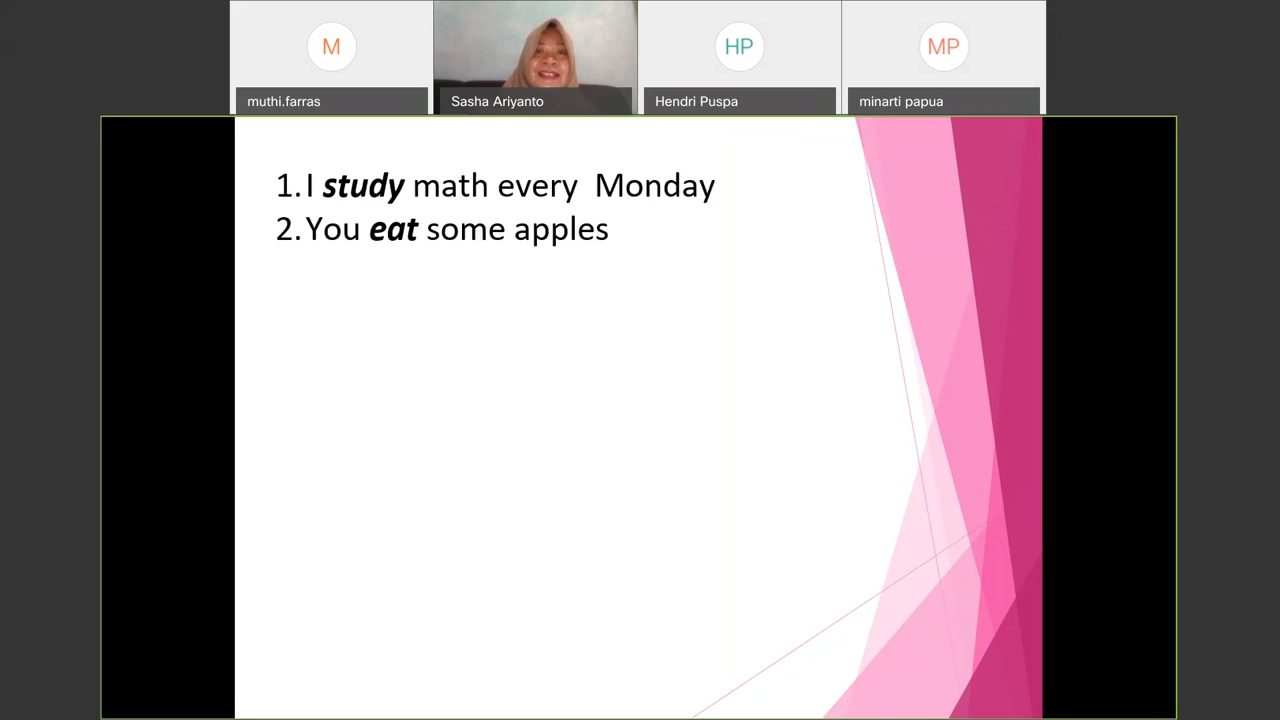 M
HP
MP
muthi.farras
Sasha Ariyanto
Hendri Puspa
minarti papua
1. I study math every  Monday
2. You eat some apples